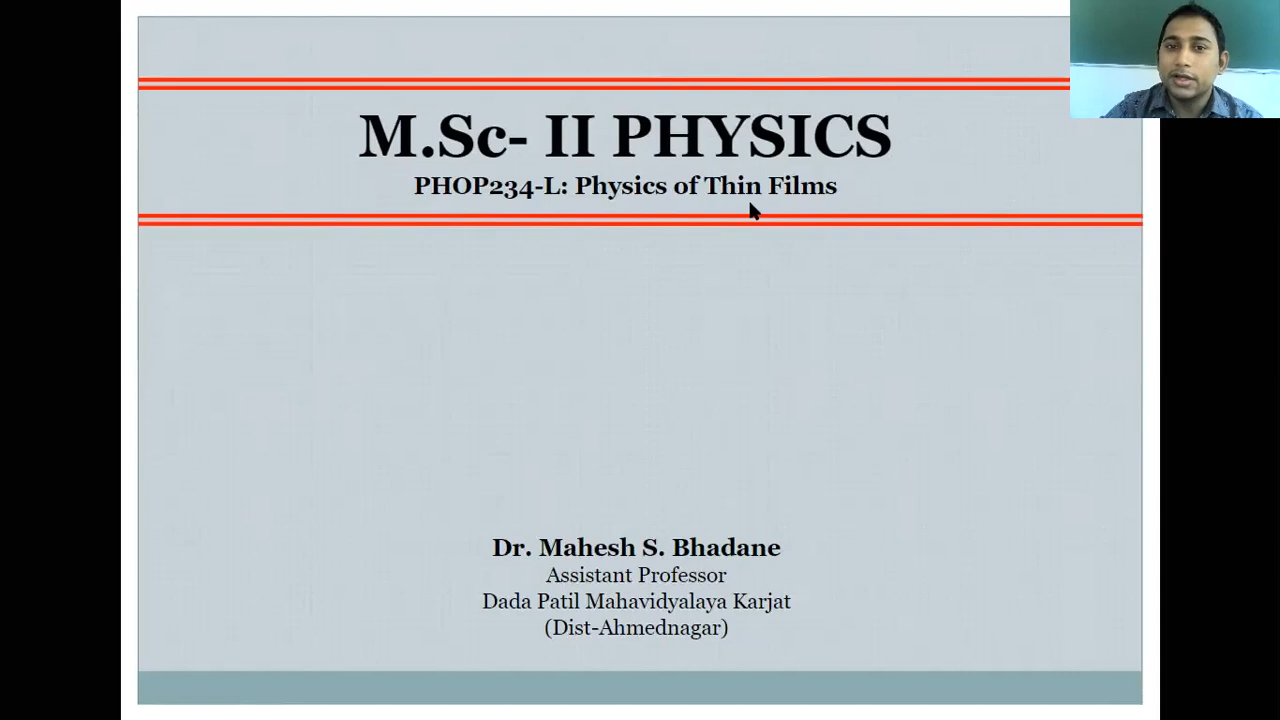 M.Sc- II PHYSICS
PHOP234-L: Physics of Thin Films
Dr. Mahesh S. Bhadane
Assistant Professor
Dada Patil Mahavidyalaya Karjat
(Dist-Ahmednagar)